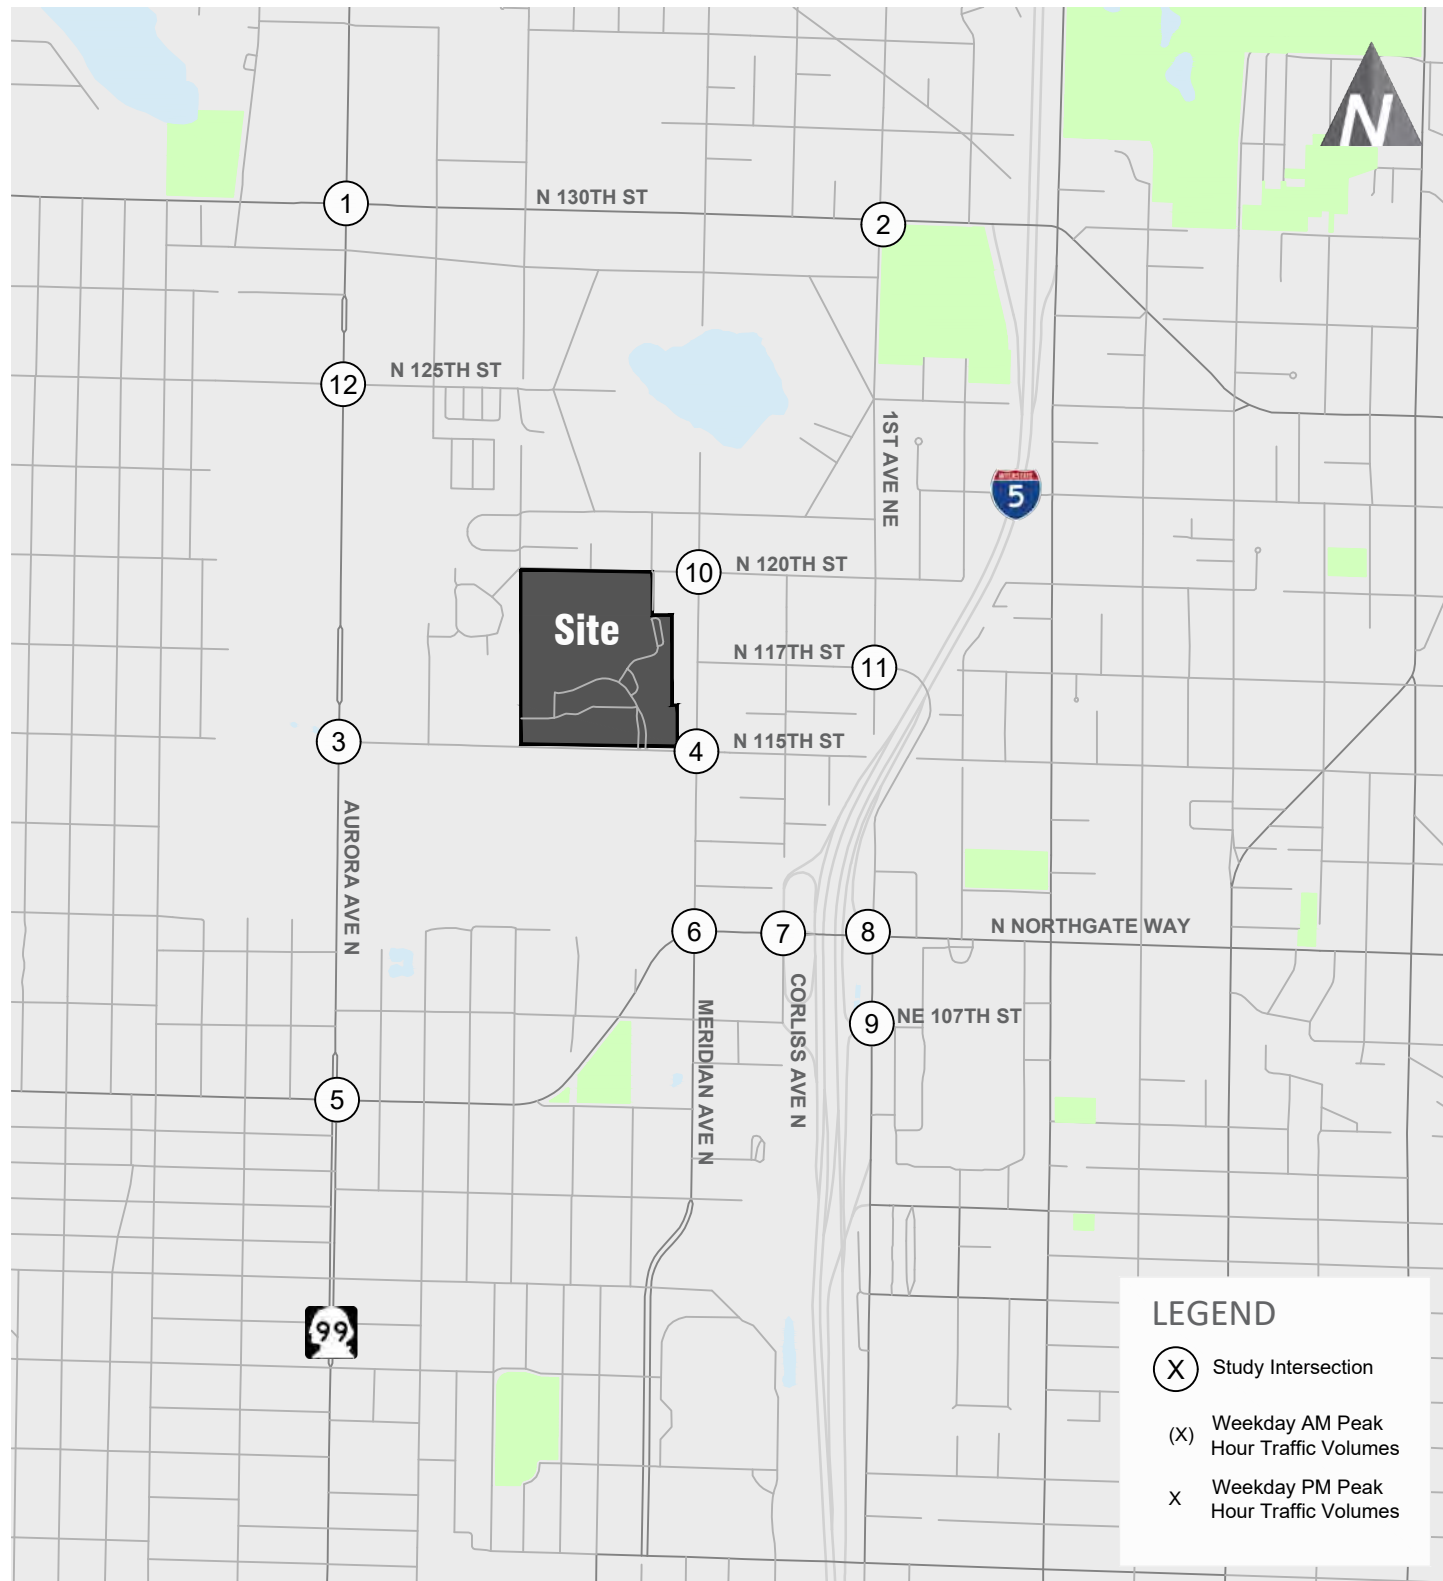 N
1
N 130TH ST
2
12
N 125TH ST
1ST AVE NE
INTERSTATE
5
10
N 120TH ST
Site
N 117TH ST
11
3
4
N 115TH ST
AURORA AVE N
6
7
8
N NORTHGATE WAY
MERIDIAN AVE N
CORLISS AVE N
9
NE 107TH ST
5
99
LEGEND
X Study Intersection
(X) Weekday AM Peak
Hour Traffic Volumes
X Weekday PM Peak
Hour Traffic Volumes